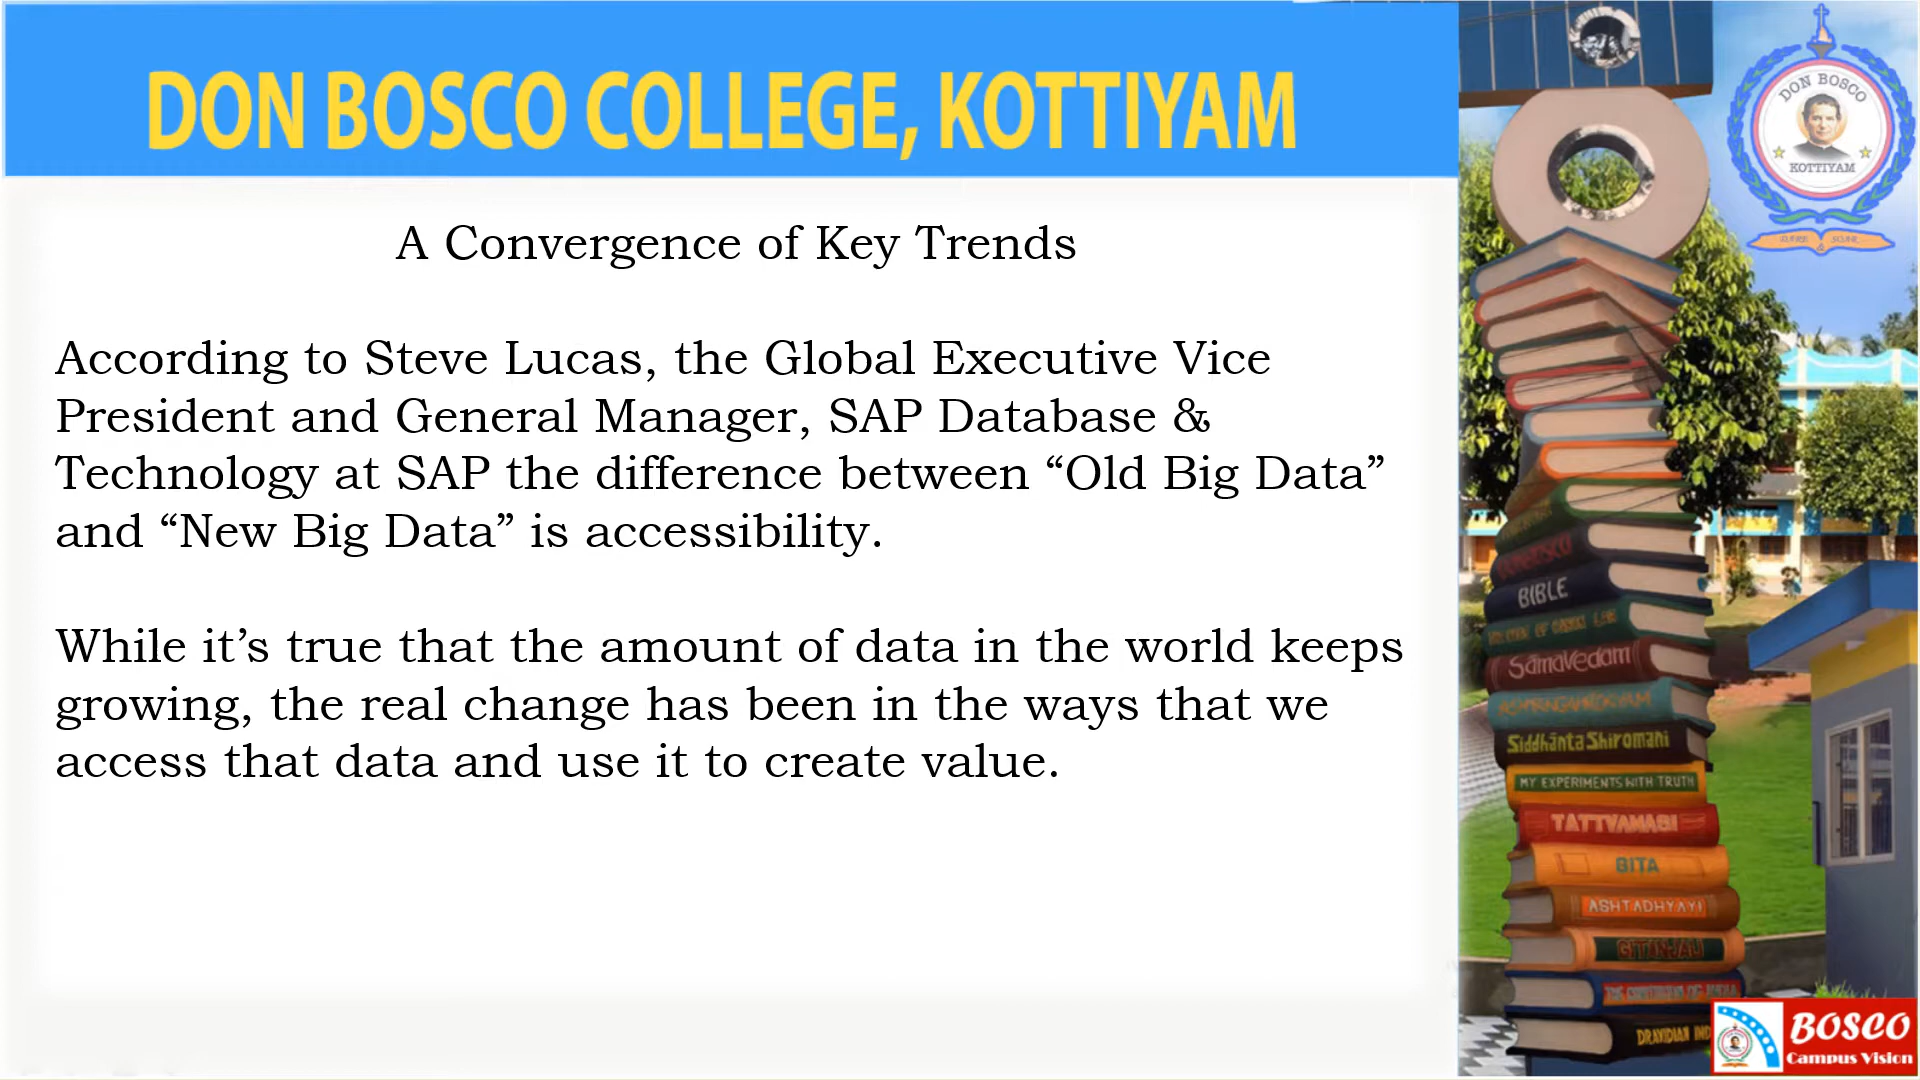 DON BOSCO COLLEGE, KOTTIYAM
DON BOSCO
KOTTIYAM
DARE & SOAR
A Convergence of Key Trends
According to Steve Lucas, the Global Executive Vice
President and General Manager, SAP Database &
Technology at SAP the difference between “Old Big Data”
and “New Big Data” is accessibility.
While it’s true that the amount of data in the world keeps
growing, the real change has been in the ways that we
access that data and use it to create value.
BIBLE
SāmaVedam
Siddhānta Shiromani
MY EXPERIMENTS WITH TRUTH
TATTVAMASI
GITA
ASHTADHYAYI
GITANJALI
DRAVIDIAN
BOSCO
Campus Vision